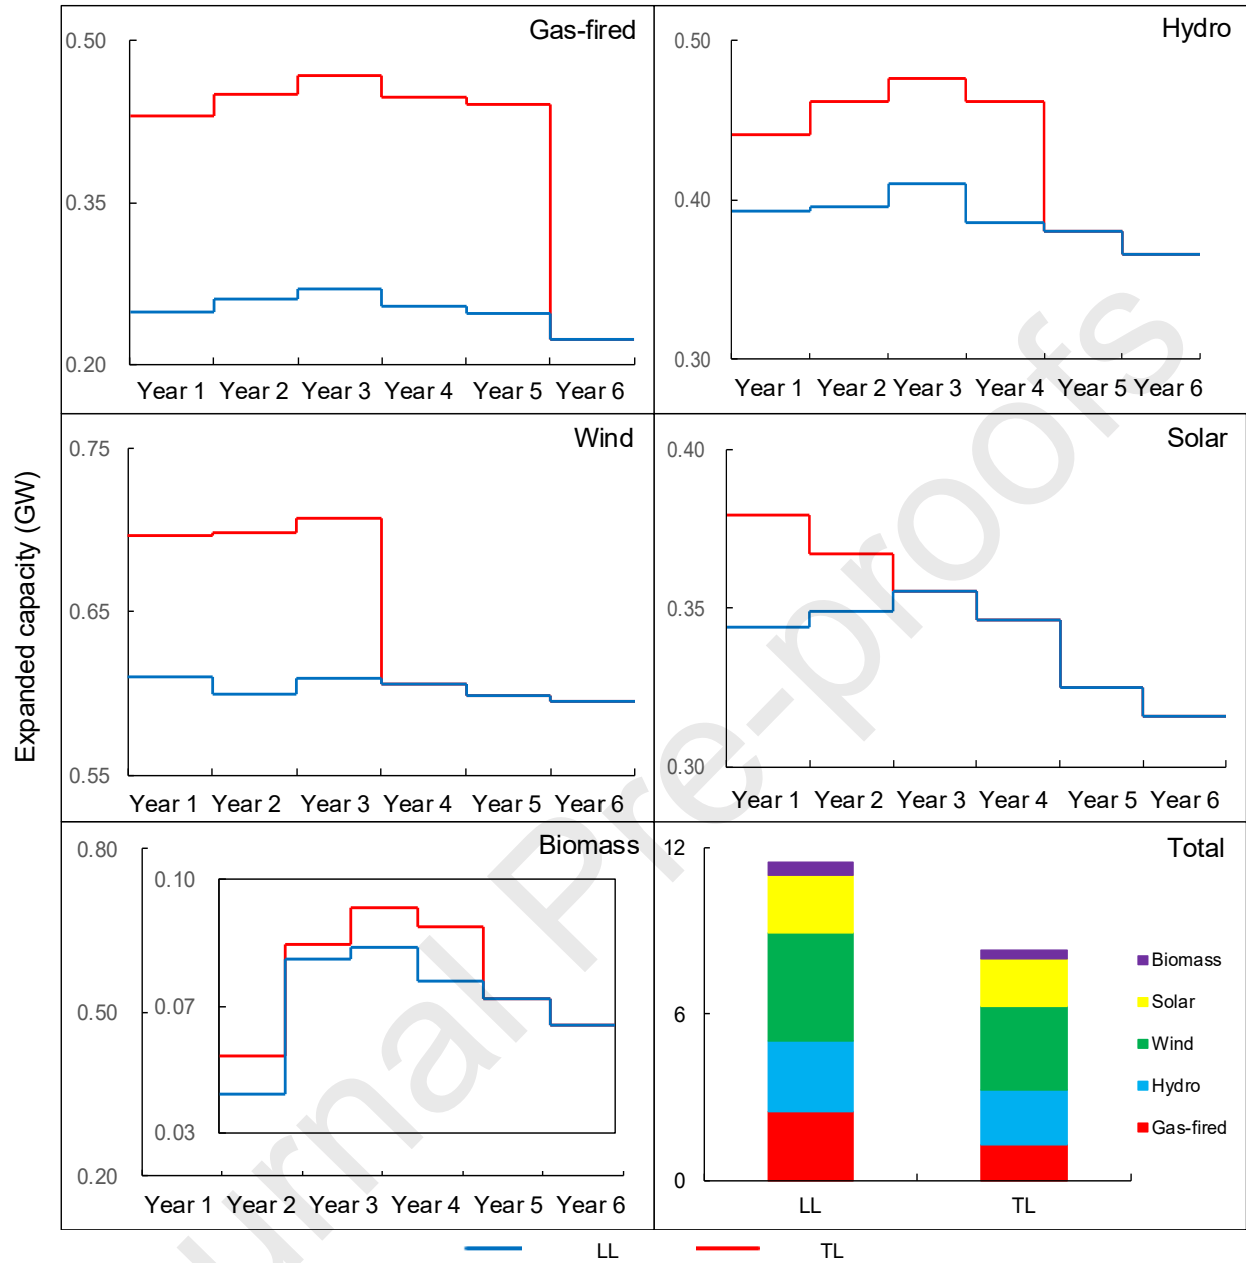 Expanded capacity (GW)
Gas-fired
0.50
0.35
0.20
Year 1 Year 2 Year 3 Year 4 Year 5 Year 6
Hydro
0.50
0.40
0.30
Year 1 Year 2 Year 3 Year 4 Year 5 Year 6
Wind
0.75
0.65
0.55
Year 1 Year 2 Year 3 Year 4 Year 5 Year 6
Solar
0.40
0.35
0.30
Year 1 Year 2 Year 3 Year 4 Year 5 Year 6
Biomass
0.80
0.50
0.20
0.10
0.07
0.03
Year 1 Year 2 Year 3 Year 4 Year 5 Year 6
Total
12
6
0
Biomass
Solar
Wind
Hydro
Gas-fired
LL TL
LL TL
urnal Pre-proofs